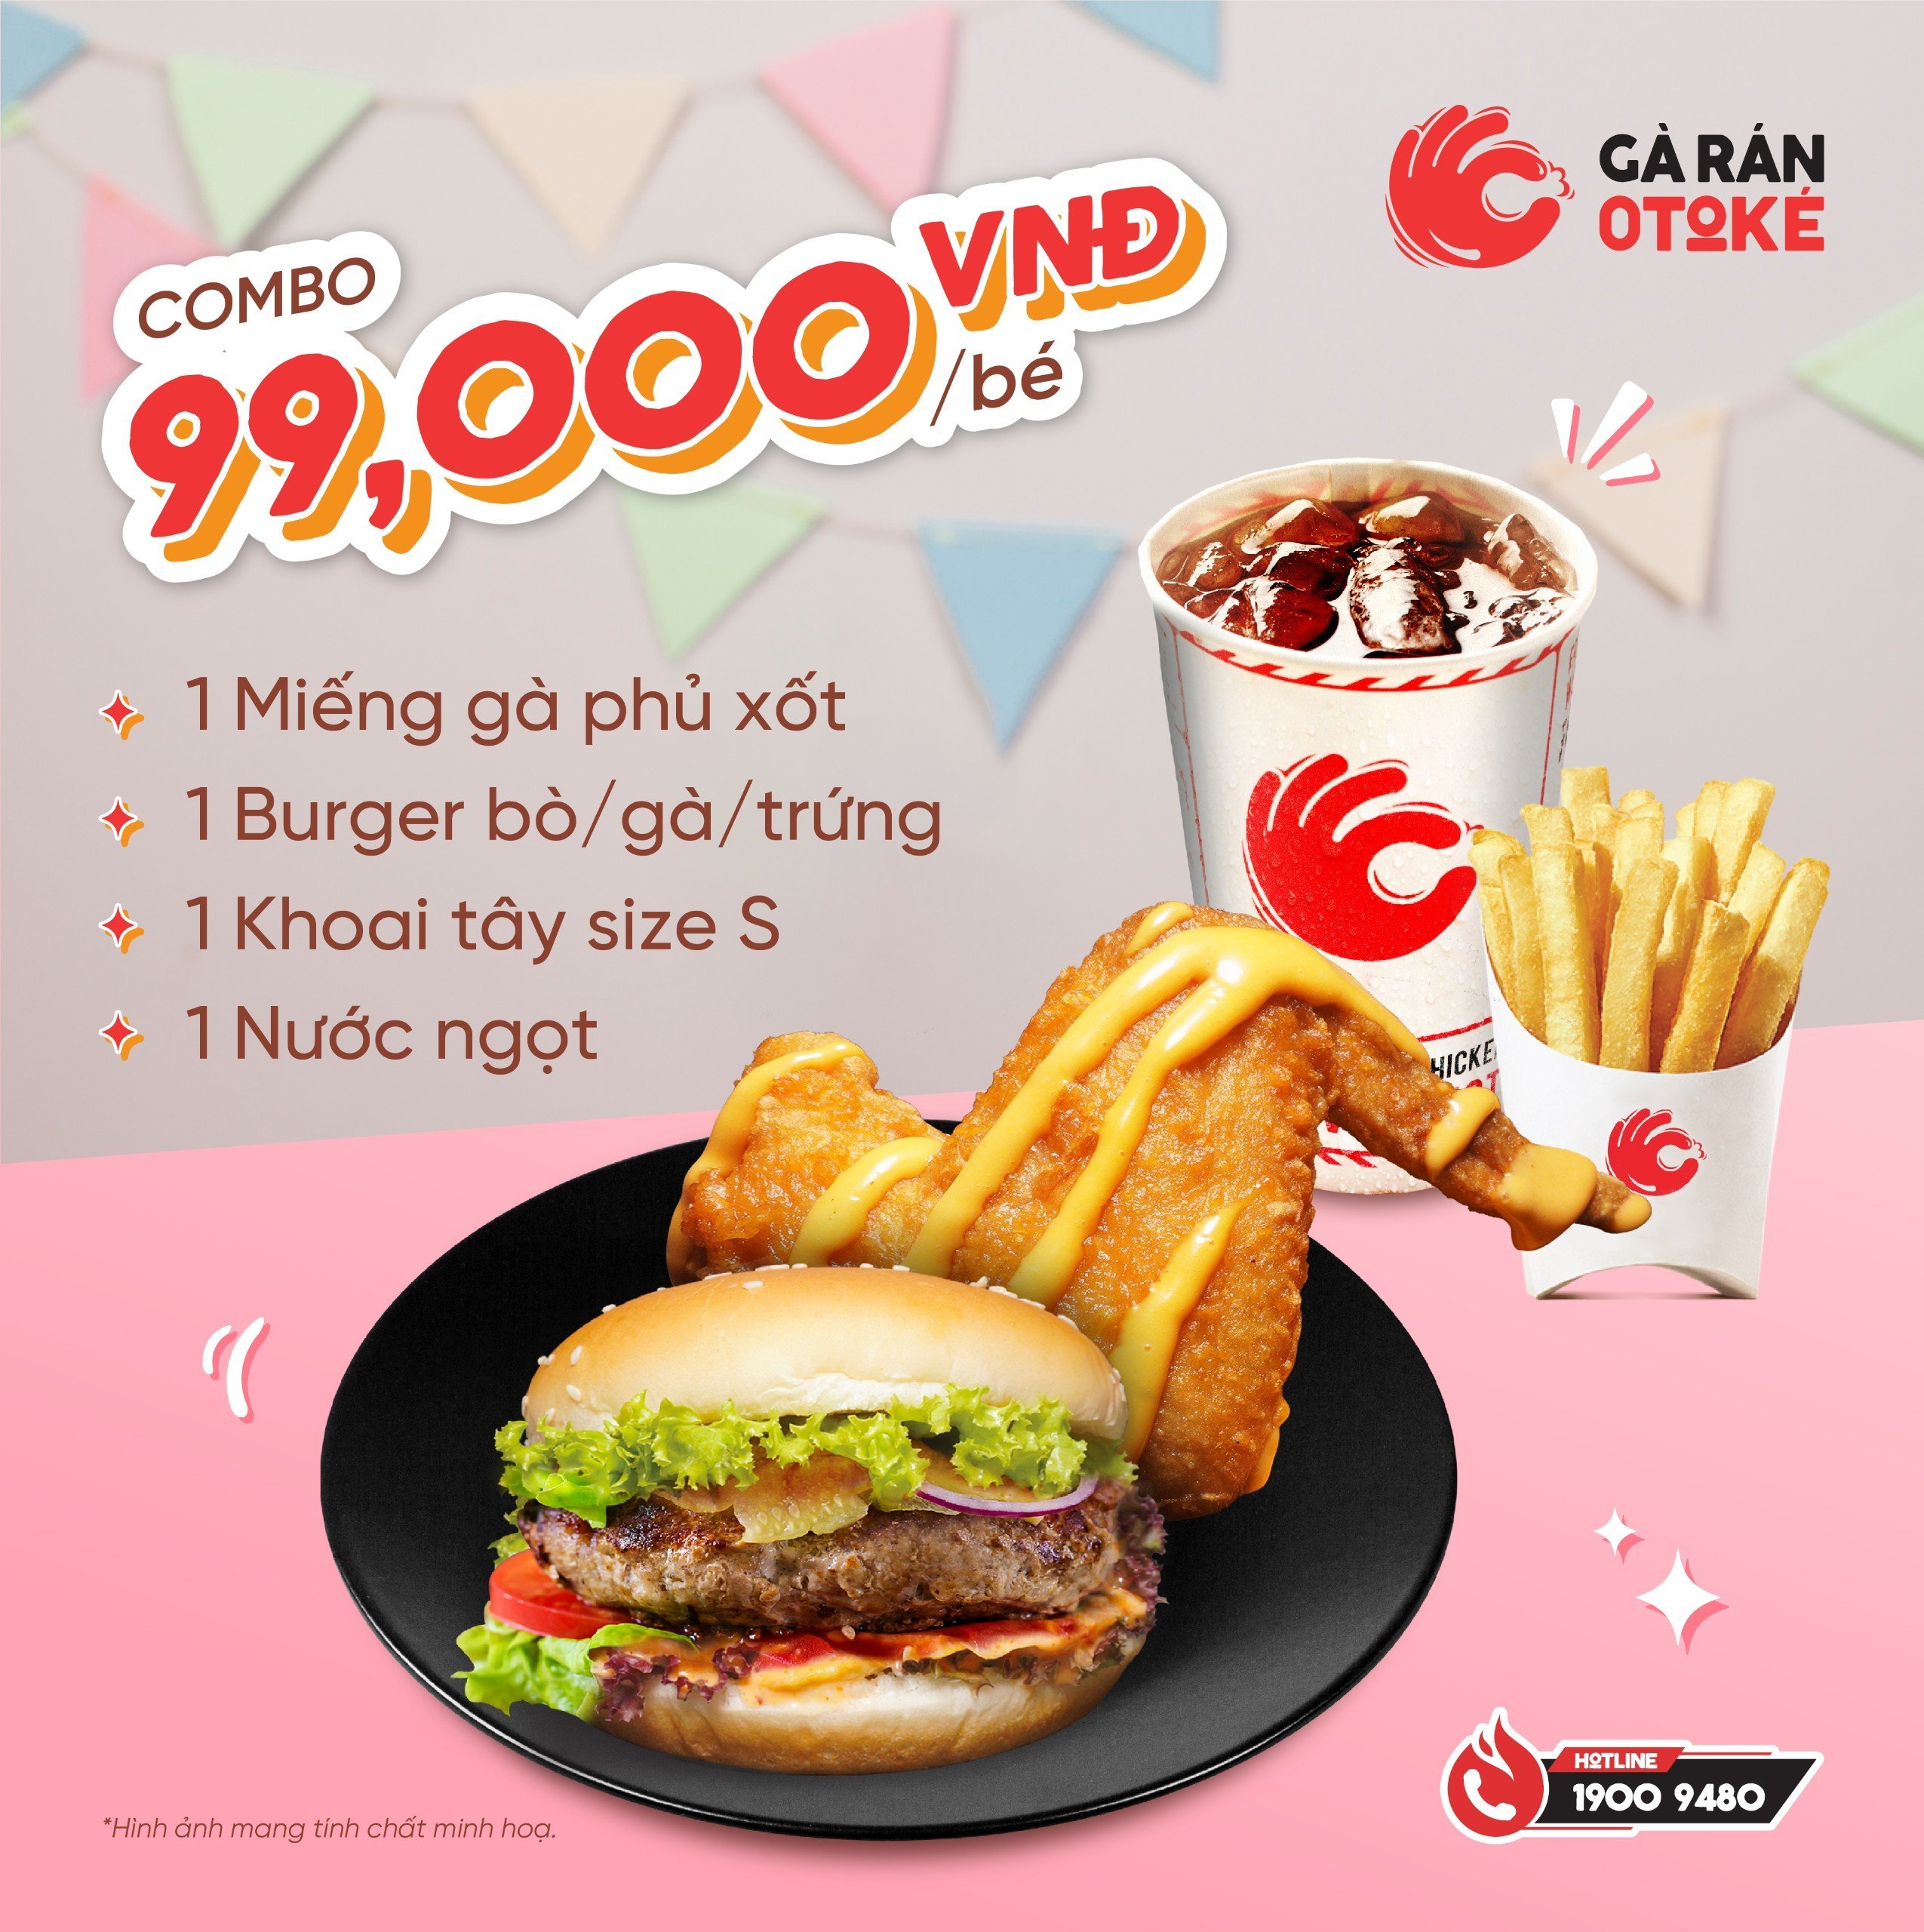 GÀ RÁN
OTOKÉ
COMBO
99,000 VNĐ
/bé
1 Miếng gà phủ xốt
1 Burger bò/gà/trứng
1 Khoai tây size S
1 Nước ngọt
*Hình ảnh mang tính chất minh hoạ.
HOTLINE
1900 9480